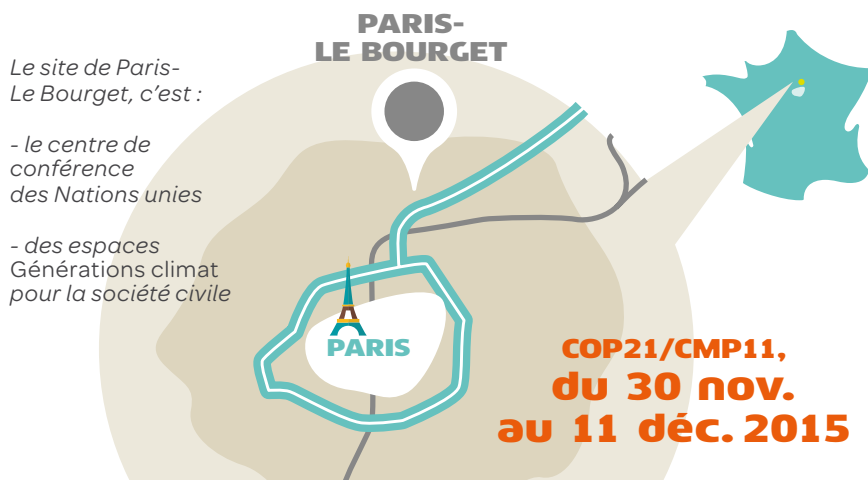 PARIS-
LE BOURGET
Le site de Paris-
Le Bourget, c’est :
- le centre de
conférence
des Nations unies
- des espaces
Générations climat
pour la société civile
PARIS
COP21/CMP11,
du 30 nov.
au 11 déc. 2015